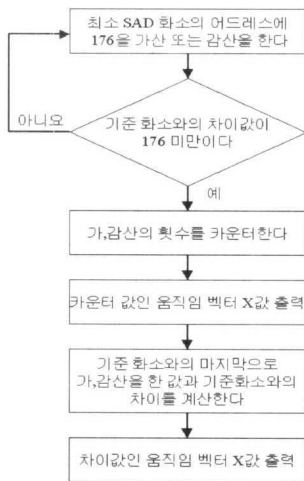 최소 SAD 화소의 어드레스에
176을 가산 또는 감산을 한다
아니요
기준 화소와의 차이값이
176 미만이다
예
가,감산의 횟수를 카운터한다
카운터 값인 움직임 벡터 X값 출력
기준 화소와의 마지막으로
가,감산을 한 값과 기준화소와의
차이를 계산한다
차이값인 움직임 벡터 X값 출력